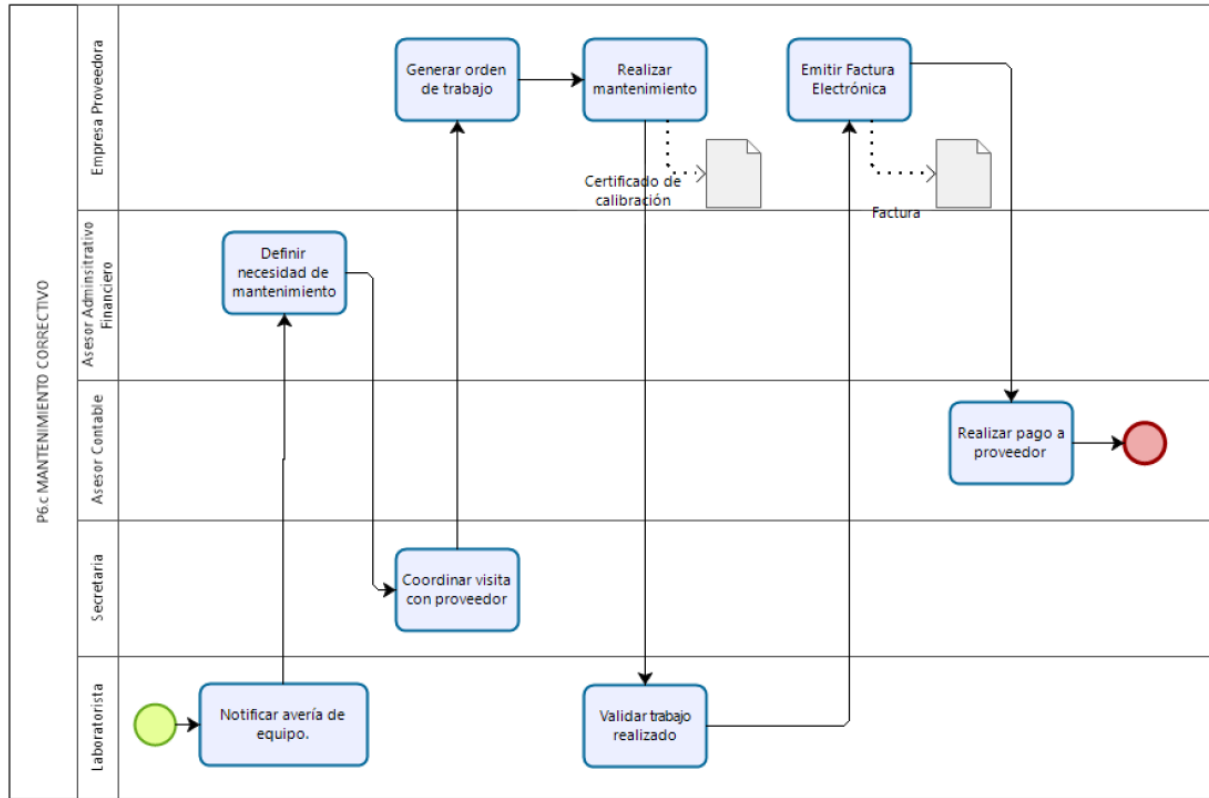 P6.c MANTENIMIENTO CORRECTIVO
Empresa Proveedora
Generar orden
de trabajo
Realizar
mantenimiento
Emitir Factura
Electrónica
Certificado de
calibración
Factura
Asesor Adminsitrativo
Financiero
Definir
necesidad de
mantenimiento
Asesor Contable
Realizar pago a
proveedor
Secretaria
Coordinar visita
con proveedor
Laboratorista
Notificar avería de
equipo.
Validar trabajo
realizado